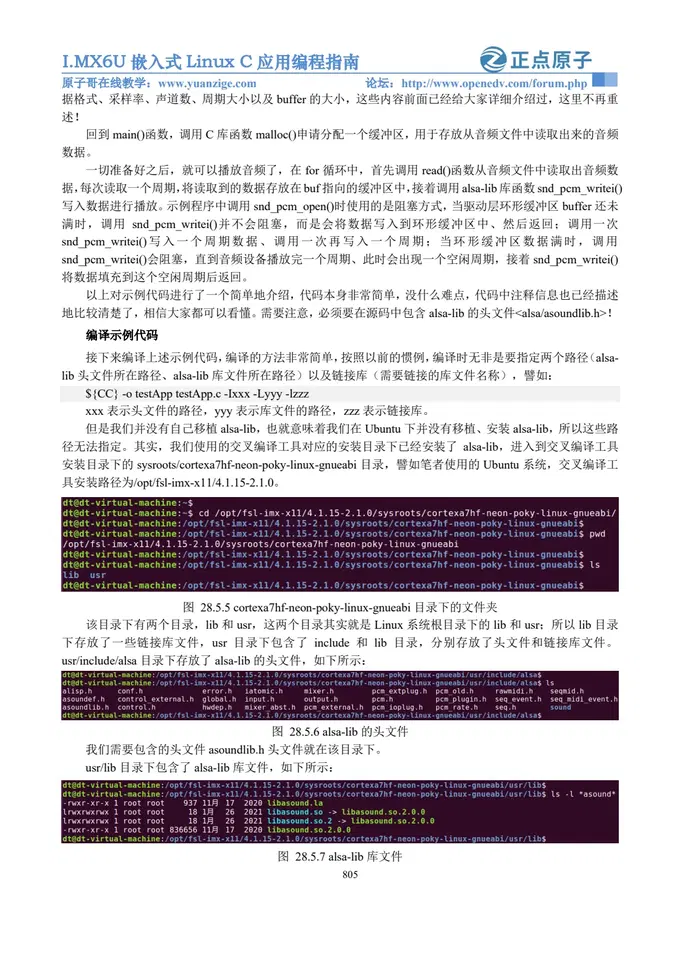 I.MX6U 嵌入式 Linux C 应用编程指南
正点原子
原子哥在线教学：www.yuanzige.com 论坛：http://www.openedv.com/forum.php
据格式、采样率、声道数、周期大小以及 buffer 的大小，这些内容前面已经给大家详细介绍过，这里不再重
述！
回到 main()函数，调用 C 库函数 malloc()申请分配一个缓冲区，用于存放从音频文件中读取出来的音频
数据。
一切准备好之后，就可以播放音频了，在 for 循环中，首先调用 read()函数从音频文件中读取出音频数
据，每次读取一个周期，将读取到的数据存放在 buf 指向的缓冲区中，接着调用 alsa-lib 库函数 snd_pcm_writei()
写入数据进行播放。示例程序中调用 snd_pcm_open()时使用的是阻塞方式，当驱动层环形缓冲区 buffer 还未
满时，调用 snd_pcm_writei()并不会阻塞，而是会将数据写入到环形缓冲区中、然后返回；调用一次
snd_pcm_writei()写入一个周期数据、调用一次再写入一个周期；当环形缓冲区数据满时，调用
snd_pcm_writei()会阻塞，直到音频设备播放完一个周期、此时会出现一个空闲周期，接着 snd_pcm_writei()
将数据填充到这个空闲周期后返回。
以上对示例代码进行了一个简单地介绍，代码本身非常简单，没什么难点，代码中注释信息也已经描述
地比较清楚了，相信大家都可以看懂。需要注意，必须要在源码中包含 alsa-lib 的头文件<alsa/asoundlib.h>！
编译示例代码
接下来编译上述示例代码，编译的方法非常简单，按照以前的惯例，编译时无非是要指定两个路径（alsa-
lib 头文件所在路径、alsa-lib 库文件所在路径）以及链接库（需要链接的库文件名称），譬如：
${CC} -o testApp testApp.c -Ixxx -Lyyy -lzzz
xxx 表示头文件的路径，yyy 表示库文件的路径，zzz 表示链接库。
但是我们并没有自己移植 alsa-lib，也就意味着我们在 Ubuntu 下并没有移植、安装 alsa-lib，所以这些路
径无法指定。其实，我们使用的交叉编译工具对应的安装目录下已经安装了 alsa-lib，进入到交叉编译工具
安装目录下的 sysroots/cortexa7hf-neon-poky-linux-gnueabi 目录，譬如笔者使用的 Ubuntu 系统，交叉编译工
具安装路径为/opt/fsl-imx-x11/4.1.15-2.1.0。
dt@dt-virtual-machine:~$
dt@dt-virtual-machine:~$ cd /opt/fsl-imx-x11/4.1.15-2.1.0/sysroots/cortexa7hf-neon-poky-linux-gnueabi/
dt@dt-virtual-machine:/opt/fsl-imx-x11/4.1.15-2.1.0/sysroots/cortexa7hf-neon-poky-linux-gnueabi$
dt@dt-virtual-machine:/opt/fsl-imx-x11/4.1.15-2.1.0/sysroots/cortexa7hf-neon-poky-linux-gnueabi$ pwd
/opt/fsl-imx-x11/4.1.15-2.1.0/sysroots/cortexa7hf-neon-poky-linux-gnueabi
dt@dt-virtual-machine:/opt/fsl-imx-x11/4.1.15-2.1.0/sysroots/cortexa7hf-neon-poky-linux-gnueabi$
dt@dt-virtual-machine:/opt/fsl-imx-x11/4.1.15-2.1.0/sysroots/cortexa7hf-neon-poky-linux-gnueabi$ ls
lib usr
dt@dt-virtual-machine:/opt/fsl-imx-x11/4.1.15-2.1.0/sysroots/cortexa7hf-neon-poky-linux-gnueabi$
图 28.5.5 cortexa7hf-neon-poky-linux-gnueabi 目录下的文件夹
该目录下有两个目录，lib 和 usr，这两个目录其实就是 Linux 系统根目录下的 lib 和 usr；所以 lib 目录
下存放了一些链接库文件，usr 目录下包含了 include 和 lib 目录，分别存放了头文件和链接库文件。
usr/include/alsa 目录下存放了 alsa-lib 的头文件，如下所示：
dt@dt-virtual-machine:/opt/fsl-imx-x11/4.1.15-2.1.0/sysroots/cortexa7hf-neon-poky-linux-gnueabi/usr/include/alsa$
dt@dt-virtual-machine:/opt/fsl-imx-x11/4.1.15-2.1.0/sysroots/cortexa7hf-neon-poky-linux-gnueabi/usr/include/alsa$ ls
alisp.h conf.h error.h iatomic.h mixer.h pcm_extplug.h pcm_old.h rawmidi.h seqmid.h
asoundef.h control_external.h global.h input.h output.h pcm.h pcm_plugin.h seq_event.h seq_midi_event.h
asoundlib.h control.h hwdep.h mixer_abst.h pcm_external.h pcm_ioplug.h pcm_rate.h seq.h sound
dt@dt-virtual-machine:/opt/fsl-imx-x11/4.1.15-2.1.0/sysroots/cortexa7hf-neon-poky-linux-gnueabi/usr/include/alsa$
图 28.5.6 alsa-lib 的头文件
我们需要包含的头文件 asoundlib.h 头文件就在该目录下。
usr/lib 目录下包含了 alsa-lib 库文件，如下所示：
dt@dt-virtual-machine:/opt/fsl-imx-x11/4.1.15-2.1.0/sysroots/cortexa7hf-neon-poky-linux-gnueabi/usr/lib$
dt@dt-virtual-machine:/opt/fsl-imx-x11/4.1.15-2.1.0/sysroots/cortexa7hf-neon-poky-linux-gnueabi/usr/lib$ ls -l *asound*
-rwxr-xr-x 1 root root 937 11月 17 2020 libasound.la
lrwxrwxrwx 1 root root 18 1月 26 2021 libasound.so -> libasound.so.2.0.0
lrwxrwxrwx 1 root root 18 1月 26 2021 libasound.so.2 -> libasound.so.2.0.0
-rwxr-xr-x 1 root root 836656 11月 17 2020 libasound.so.2.0.0
dt@dt-virtual-machine:/opt/fsl-imx-x11/4.1.15-2.1.0/sysroots/cortexa7hf-neon-poky-linux-gnueabi/usr/lib$
图 28.5.7 alsa-lib 库文件
805